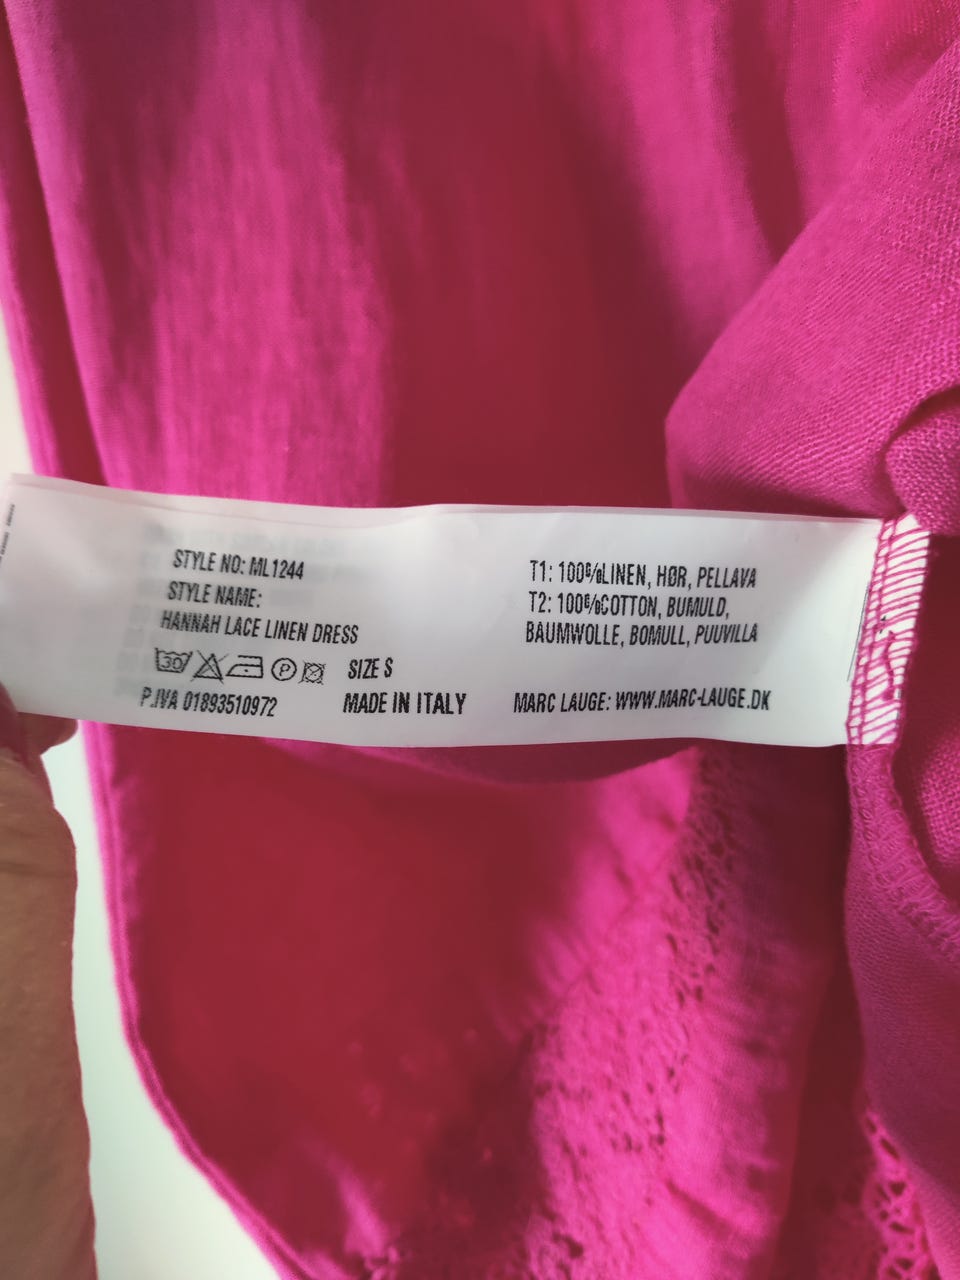 STYLE NO: ML1244
STYLE NAME:
HANNAH LACE LINEN DRESS
30 P SIZE S
P.IVA 01893510972
MADE IN ITALY
T1: 100%LINEN, HØR, PELLAVA
T2: 100%COTTON, BUMULD,
BAUMWOLLE, BOMULL, PUUVILLA
MARC LAUGE: WWW.MARC-LAUGE.DK